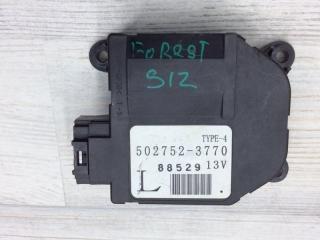 FOREST
S12
TYPE-4
502752-3770
88529 13V
L